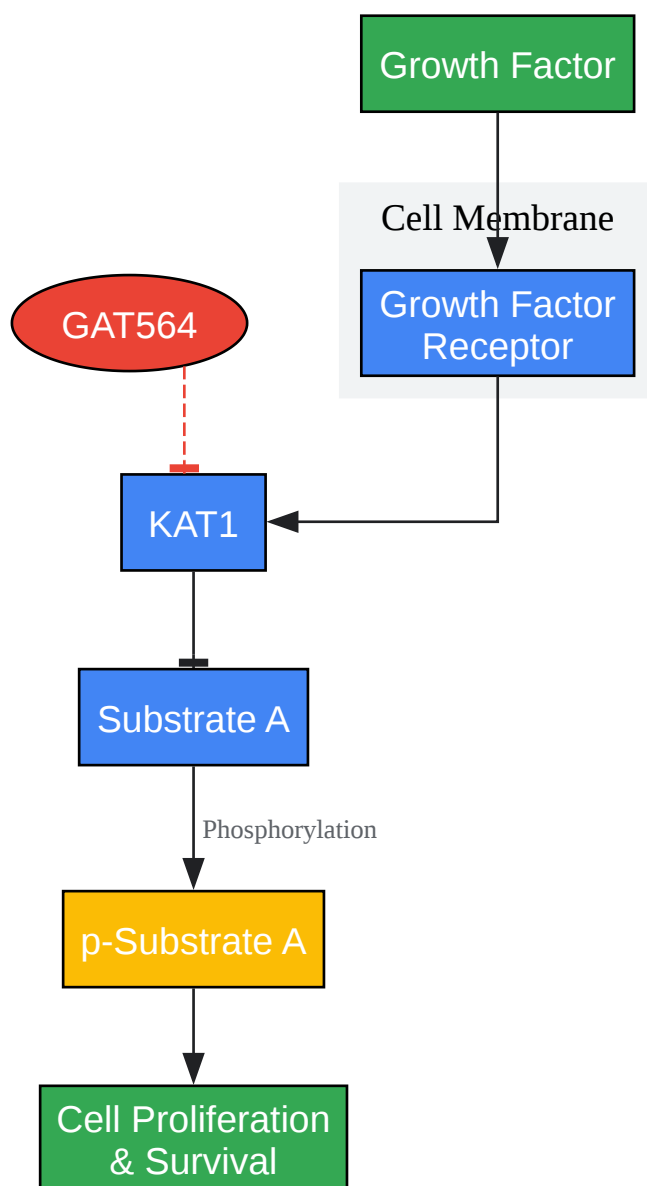 Growth Factor
Cell Membrane
Growth Factor
Receptor
GAT564
KAT1
Substrate A
Phosphorylation
p-Substrate A
Cell Proliferation
& Survival